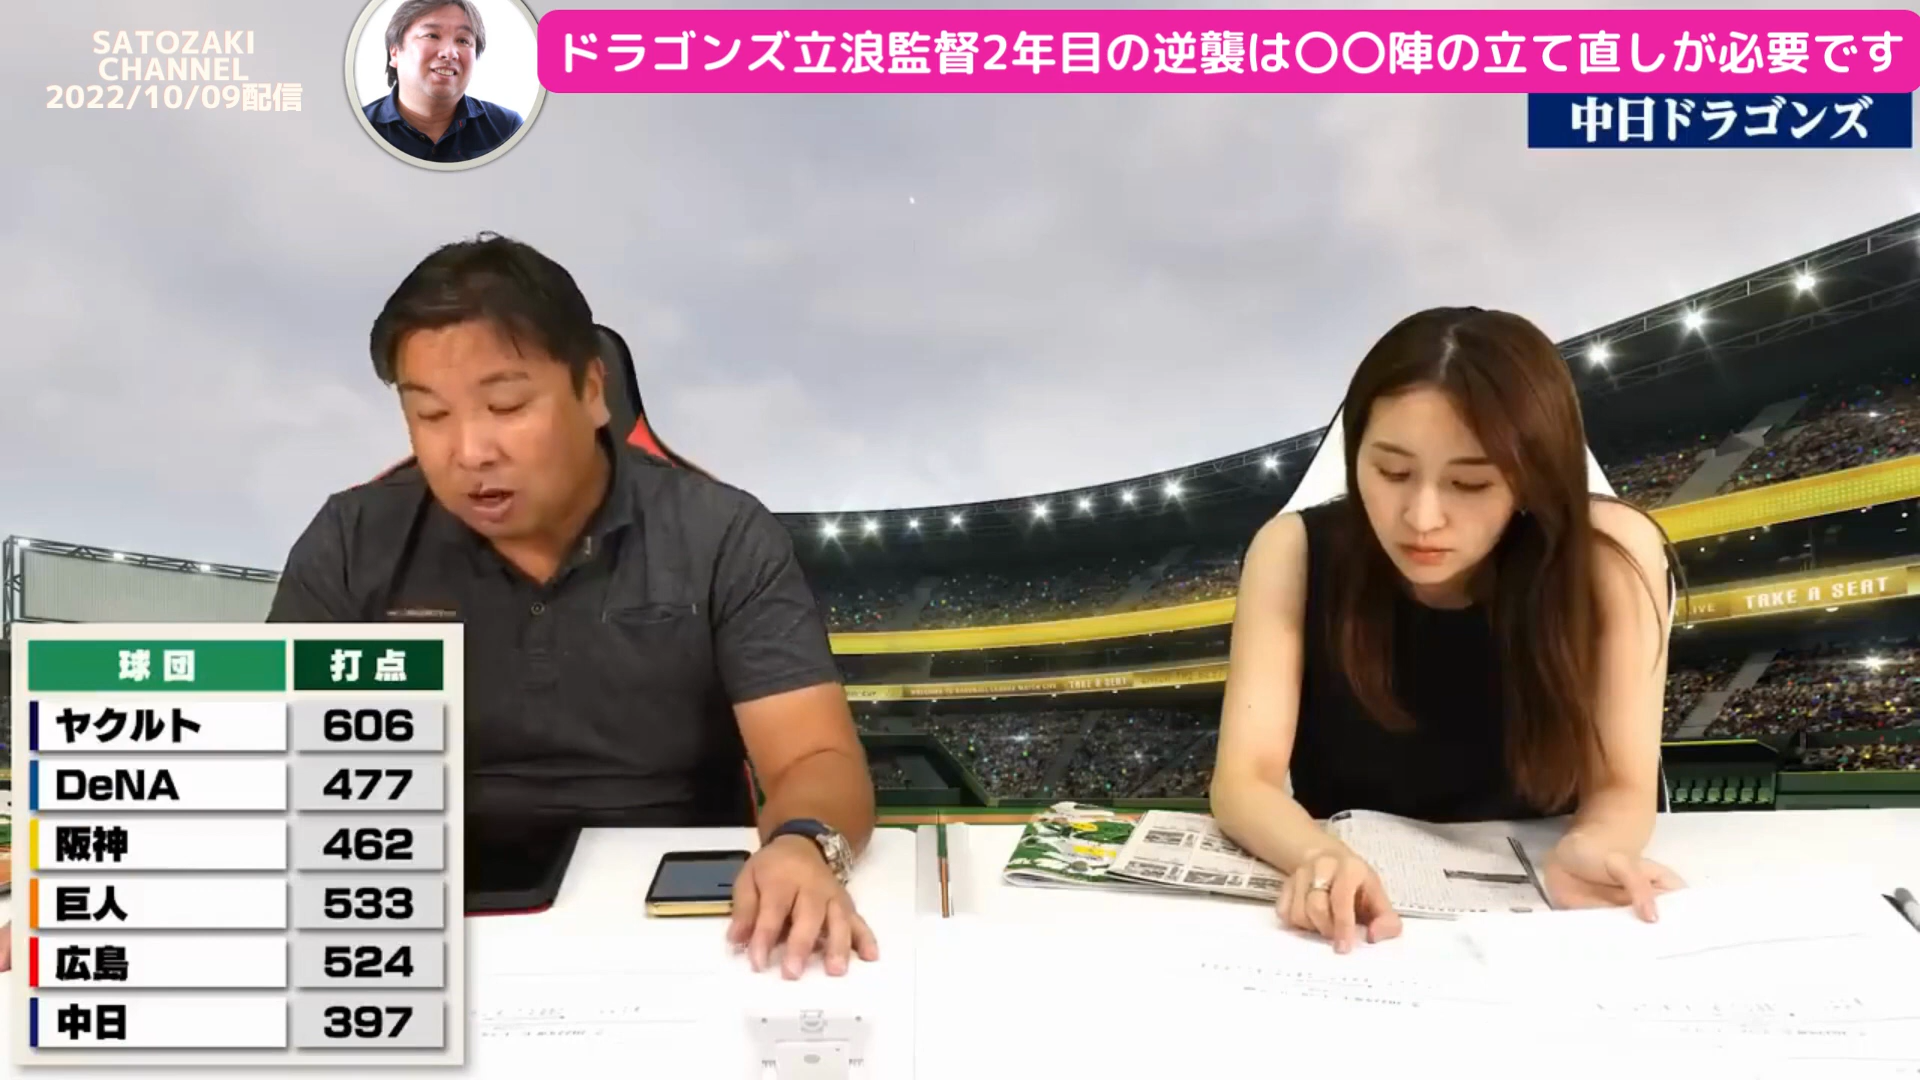 SATOZAKI
CHANNEL
2022/10/09配信
ドラゴンズ立浪監督2年目の逆襲は〇〇陣の立て直しが必要です
中日ドラゴンズ
TAKE A SEAT
LIVE
TAKE A SEAT
球団 打点
ヤクルト 606
DeNA 477
阪神 462
巨人 533
広島 524
中日 397